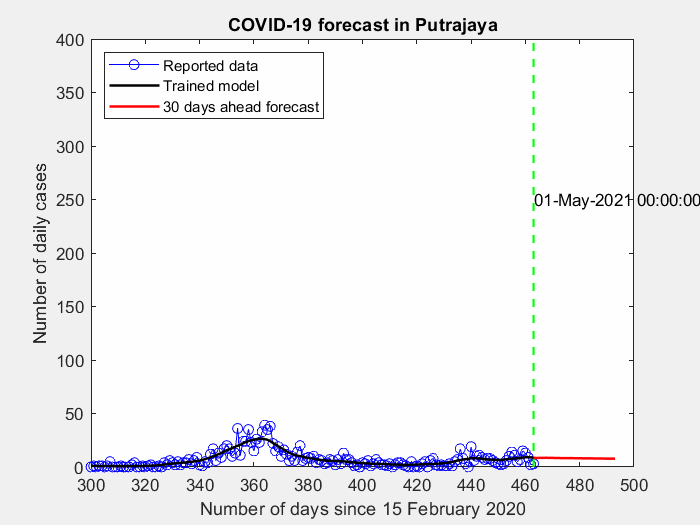 COVID-19 forecast in Putrajaya
400
350
300
250
200
150
100
50
0
Number of daily cases
Reported data
Trained model
30 days ahead forecast
01-May-2021 00:00:00
300 320 340 360 380 400 420 440 460 480 500
Number of days since 15 February 2020